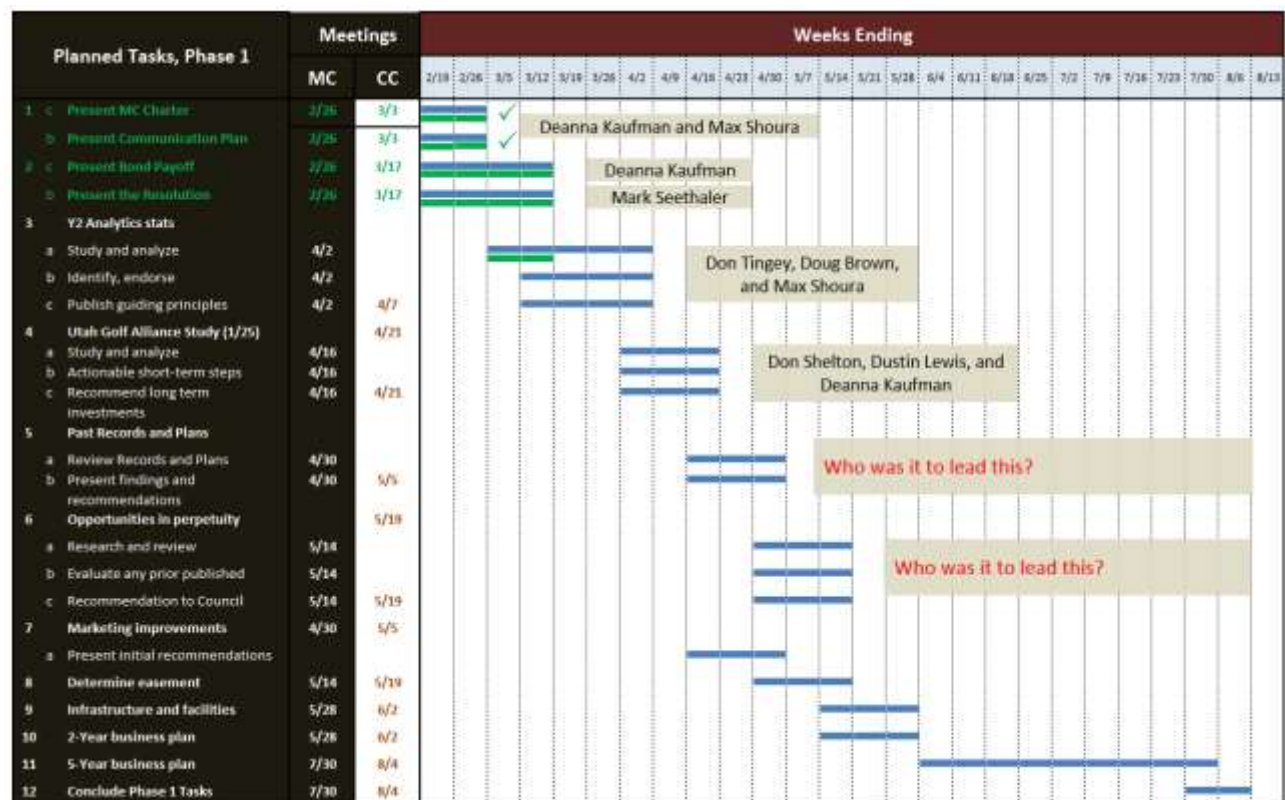 Planned Tasks, Phase 1
Meetings
Weeks Ending
MC CC 2/19 2/26 3/5 3/12 3/19 3/26 4/2 4/9 4/16 4/23 4/30 5/7 5/14 5/21 5/28 6/4 6/11 6/18 6/25 7/2 7/9 7/16 7/23 7/30 8/6 8/13
1 c Present MC Charter 2/26 3/3 ✓
Deanna Kaufman and Max Shoura
b Present Communication Plan 2/26 3/3 ✓
2 c Present Bond Payoff 2/26 3/17 Deanna Kaufman
b Present the Resolution 2/26 3/17 Mark Seethaler
3 Y2 Analytics stats
a Study and analyze 4/2
Don Tingey, Doug Brown,
and Max Shoura
b Identify, endorse 4/2
c Publish guiding principles 4/2 4/7
4 Utah Golf Alliance Study (1/25) 4/21
a Study and analyze 4/16
Don Shelton, Dustin Lewis, and
Deanna Kaufman
b Actionable short-term steps 4/16
c Recommend long term 4/16 4/21
investments
5 Past Records and Plans
a Review Records and Plans 4/30
Who was it to lead this?
b Present findings and 4/30 5/5
recommendations
6 Opportunities in perpetuity 5/19
a Research and review 5/14
Who was it to lead this?
b Evaluate any prior published 5/14
c Recommendation to Council 5/14 5/19
7 Marketing improvements 4/30 5/5
a Present initial recommendations
8 Determine easement 5/14 5/19
9 Infrastructure and facilities 5/28 6/2
10 2-Year business plan 5/28 6/2
11 5-Year business plan 7/30 8/4
12 Conclude Phase 1 Tasks 7/30 8/4